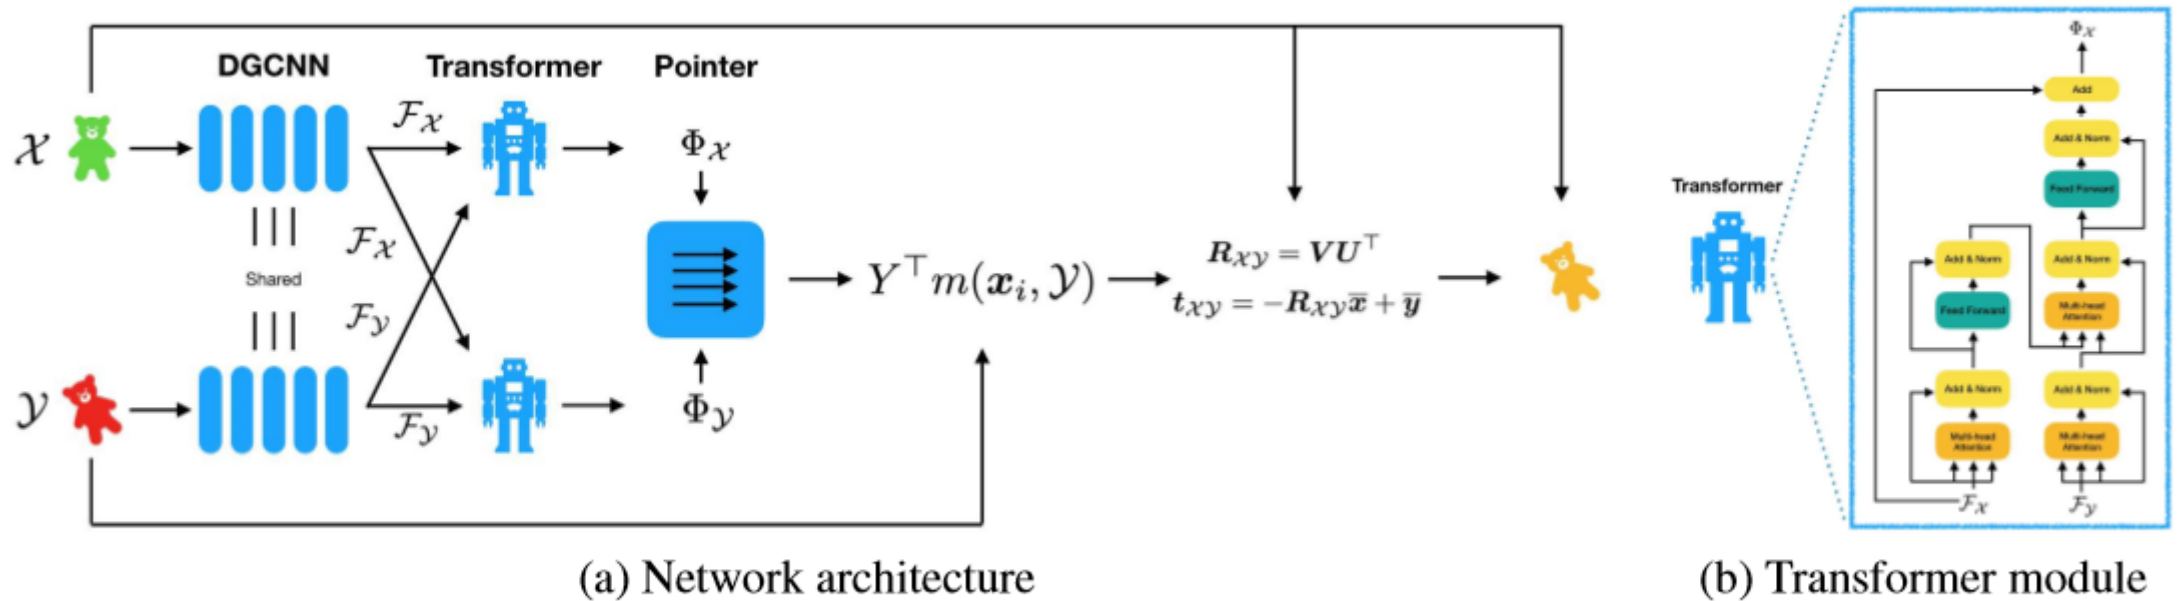 DGCNN
Transformer
Pointer
𝒳
ℱ𝒳
Φ𝒳
ℱ𝒳
Shared
ℱ𝒴
Y⊤m(𝒙ᵢ, 𝒴)
𝑹𝒳𝒴 = 𝑽𝑼⊤
𝒕𝒳𝒴 = −𝑹𝒳𝒴x̅ + y̅
𝒴
ℱ𝒴
Φ𝒴
(a) Network architecture
Transformer
Φ𝒳
Add
Add & Norm
Feed Forward
Add & Norm
Add & Norm
Feed Forward
Multi-head
Attention
Add & Norm
Add & Norm
Multi-head
Attention
Multi-head
Attention
ℱ𝒳
ℱ𝒴
(b) Transformer module